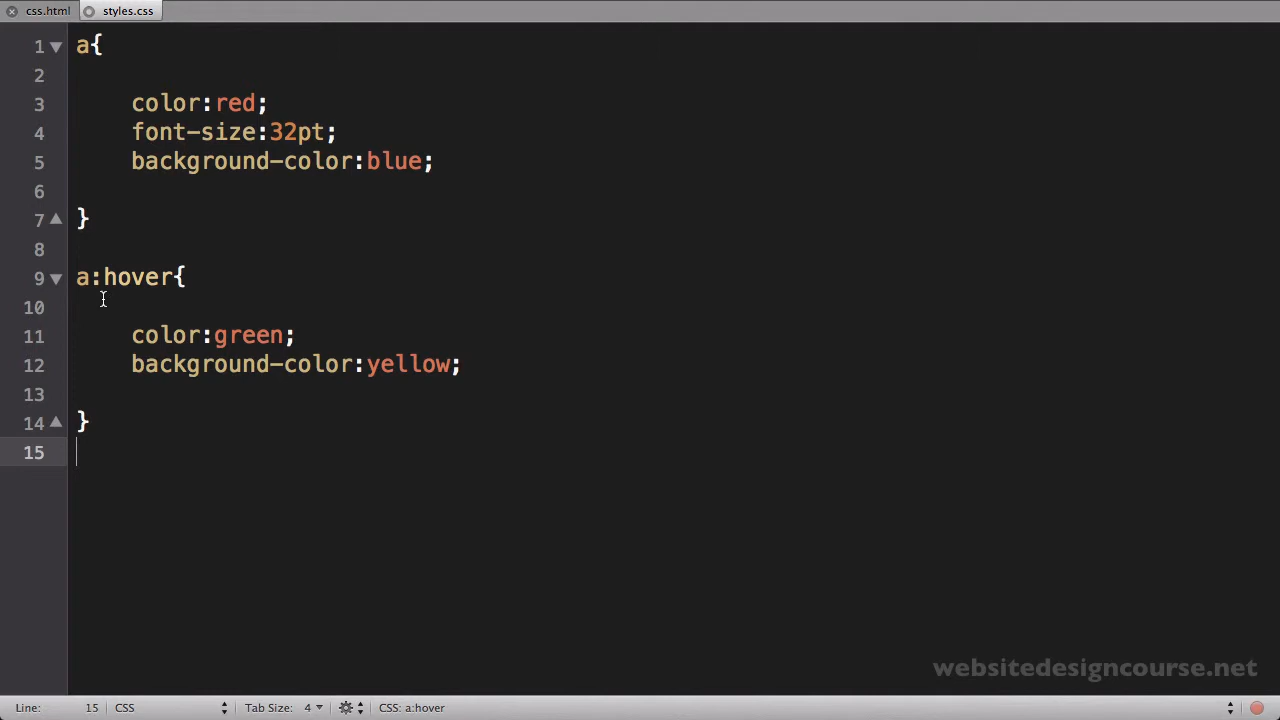 css.html styles.css
1 a{
2
3 color:red;
4 font-size:32pt;
5 background-color:blue;
6
7 }
8
9 a:hover{
10
11 color:green;
12 background-color:yellow;
13
14 }
15
websitedesigncourse.net
Line: 15 CSS Tab Size: 4 CSS: a:hover